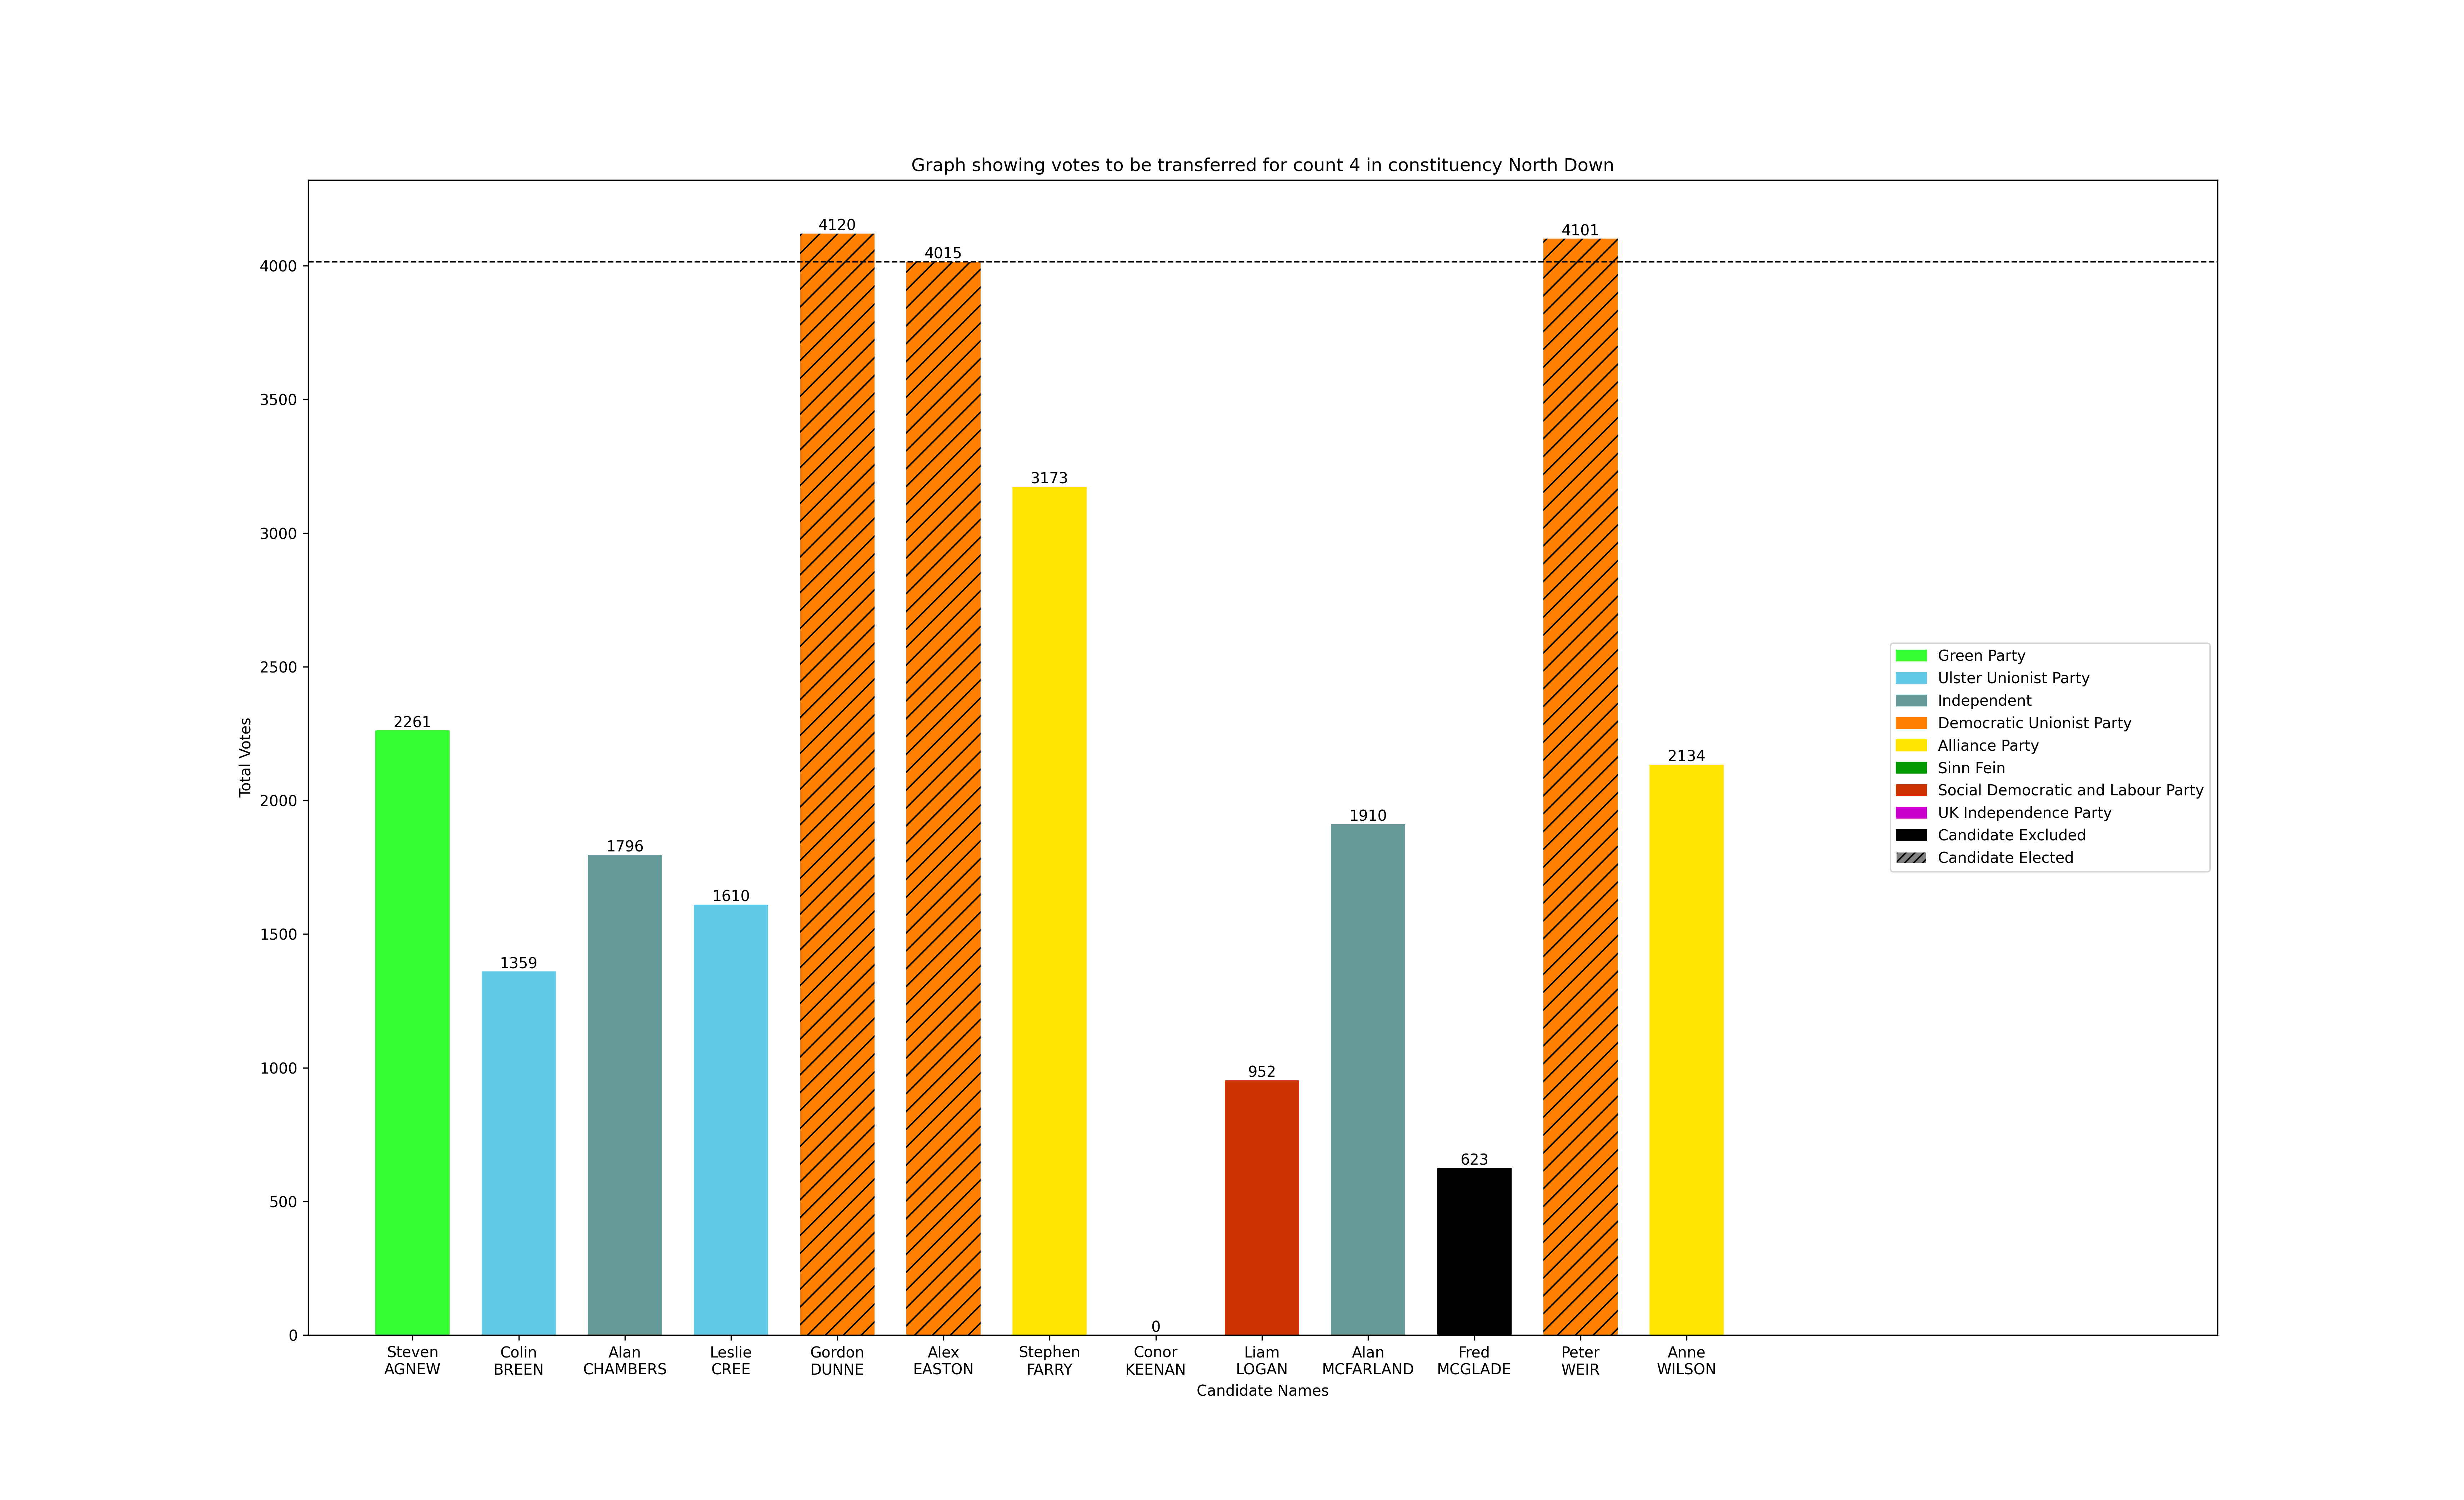 Graph showing votes to be transferred for count 4 in constituency North Down
Total Votes
4000
3500
3000
2500
2000
1500
1000
500
0
2261
1359
1796
1610
4120
4015
3173
0
952
1910
623
4101
2134
Steven
AGNEW
Colin
BREEN
Alan
CHAMBERS
Leslie
CREE
Gordon
DUNNE
Alex
EASTON
Stephen
FARRY
Conor
KEENAN
Liam
LOGAN
Alan
MCFARLAND
Fred
MCGLADE
Peter
WEIR
Anne
WILSON
Candidate Names
Green Party
Ulster Unionist Party
Independent
Democratic Unionist Party
Alliance Party
Sinn Fein
Social Democratic and Labour Party
UK Independence Party
Candidate Excluded
Candidate Elected